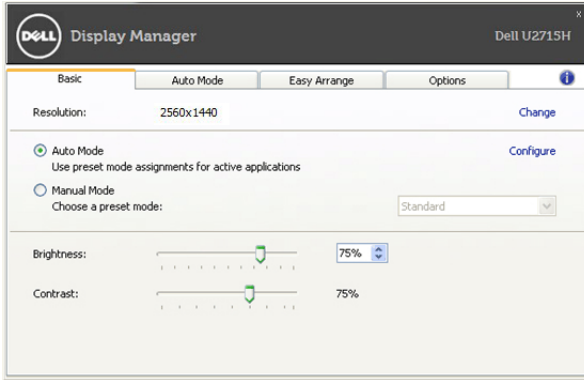 DELL Display Manager Dell U2715H
Basic Auto Mode Easy Arrange Options
Resolution: 2560x1440 Change
Auto Mode Configure
Use preset mode assignments for active applications
Manual Mode
Choose a preset mode: Standard
Brightness: 75%
Contrast: 75%